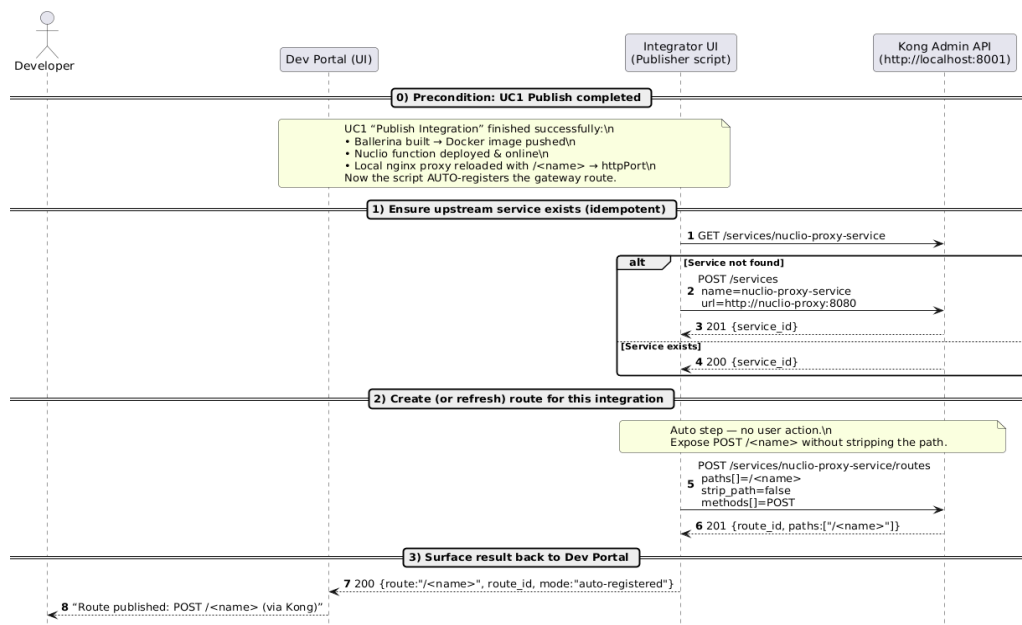 Developer
Dev Portal (UI)
Integrator UI
(Publisher script)
Kong Admin API
(http://localhost:8001)
0) Precondition: UC1 Publish completed
UC1 “Publish Integration” finished successfully:\n
• Ballerina built → Docker image pushed\n
• Nuclio function deployed & online\n
• Local nginx proxy reloaded with /<name> → httpPort\n
Now the script AUTO-registers the gateway route.
1) Ensure upstream service exists (idempotent)
1 GET /services/nuclio-proxy-service
alt [Service not found]
POST /services
2 name=nuclio-proxy-service
url=http://nuclio-proxy:8080
3 201 {service_id}
[Service exists]
4 200 {service_id}
2) Create (or refresh) route for this integration
Auto step — no user action.\n
Expose POST /<name> without stripping the path.
POST /services/nuclio-proxy-service/routes
paths[]=/<name>
5 strip_path=false
methods[]=POST
6 201 {route_id, paths:["/<name>"]}
3) Surface result back to Dev Portal
7 200 {route:"/<name>", route_id, mode:"auto-registered"}
8 “Route published: POST /<name> (via Kong)”